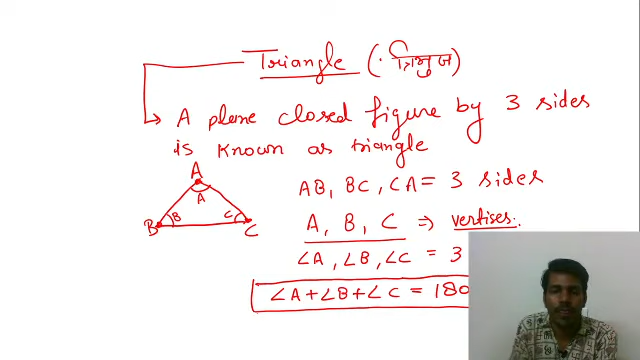 Triangle (त्रिभुज)
A plane closed figure by 3 sides
is known as triangle
A
A
B
B
C
C
AB, BC, CA = 3 sides
A, B, C ⇒ vertises.
∠A, ∠B, ∠C = 3
∠A+∠B+∠C = 180